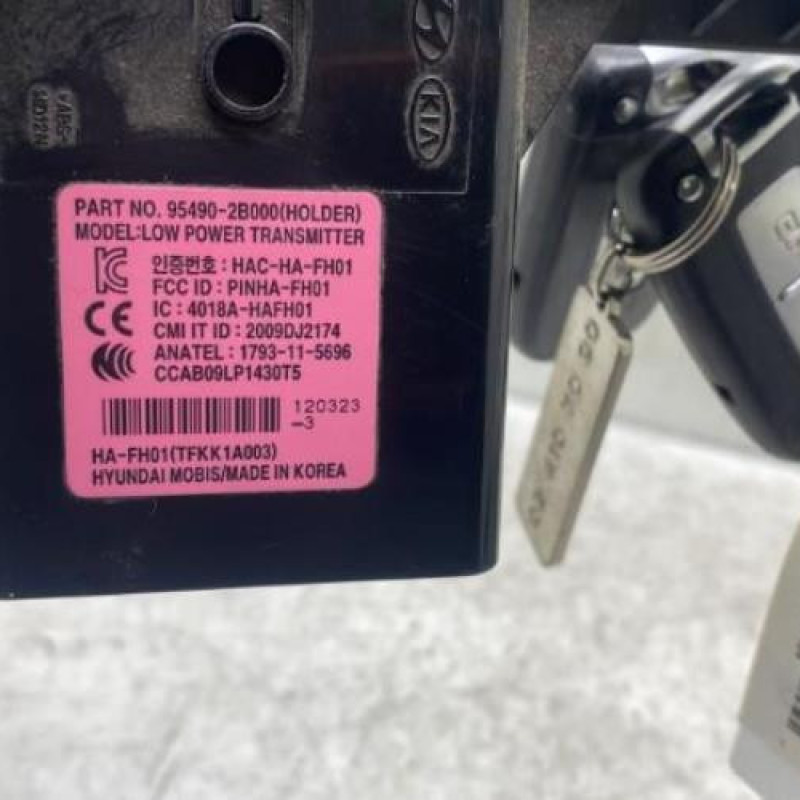 KIA
>ABS<
PART NO. 95490-2B000(HOLDER)
MODEL:LOW POWER TRANSMITTER
인증번호 : HAC-HA-FH01
FCC ID : PINHA-FH01
IC : 4018A-HAFH01
CMI IT ID : 2009DJ2174
ANATEL : 1793-11-5696
CCAB09LP1430T5
120323
-3
HA-FH01(TFKK1A003)
HYUNDAI MOBIS/MADE IN KOREA